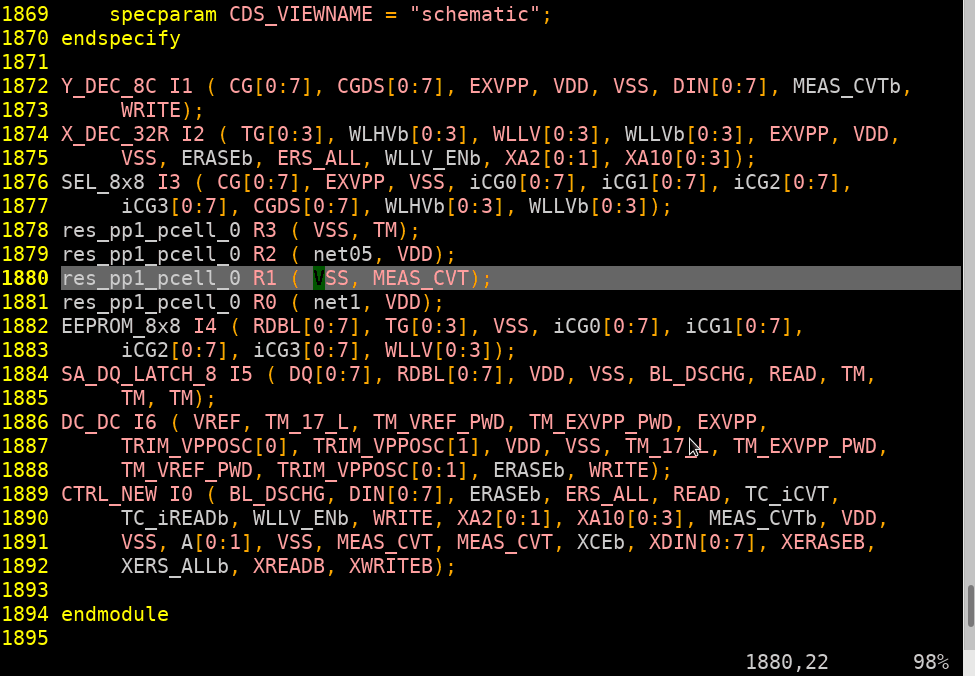 1869     specparam CDS_VIEWNAME = "schematic";
1870 endspecify
1871
1872 Y_DEC_8C I1 ( CG[0:7], CGDS[0:7], EXVPP, VDD, VSS, DIN[0:7], MEAS_CVTb,
1873      WRITE);
1874 X_DEC_32R I2 ( TG[0:3], WLHVb[0:3], WLLV[0:3], WLLVb[0:3], EXVPP, VDD,
1875      VSS, ERASEb, ERS_ALL, WLLV_ENb, XA2[0:1], XA10[0:3]);
1876 SEL_8x8 I3 ( CG[0:7], EXVPP, VSS, iCG0[0:7], iCG1[0:7], iCG2[0:7],
1877      iCG3[0:7], CGDS[0:7], WLHVb[0:3], WLLVb[0:3]);
1878 res_pp1_pcell_0 R3 ( VSS, TM);
1879 res_pp1_pcell_0 R2 ( net05, VDD);
1880 res_pp1_pcell_0 R1 ( VSS, MEAS_CVT);
1881 res_pp1_pcell_0 R0 ( net1, VDD);
1882 EEPROM_8x8 I4 ( RDBL[0:7], TG[0:3], VSS, iCG0[0:7], iCG1[0:7],
1883      iCG2[0:7], iCG3[0:7], WLLV[0:3]);
1884 SA_DQ_LATCH_8 I5 ( DQ[0:7], RDBL[0:7], VDD, VSS, BL_DSCHG, READ, TM,
1885      TM, TM);
1886 DC_DC I6 ( VREF, TM_17_L, TM_VREF_PWD, TM_EXVPP_PWD, EXVPP,
1887      TRIM_VPPOSC[0], TRIM_VPPOSC[1], VDD, VSS, TM_17_L, TM_EXVPP_PWD,
1888      TM_VREF_PWD, TRIM_VPPOSC[0:1], ERASEb, WRITE);
1889 CTRL_NEW I0 ( BL_DSCHG, DIN[0:7], ERASEb, ERS_ALL, READ, TC_iCVT,
1890      TC_iREADb, WLLV_ENb, WRITE, XA2[0:1], XA10[0:3], MEAS_CVTb, VDD,
1891      VSS, A[0:1], VSS, MEAS_CVT, MEAS_CVT, XCEb, XDIN[0:7], XERASEB,
1892      XERS_ALLb, XREADB, XWRITEB);
1893
1894 endmodule
1895
1880,22 98%